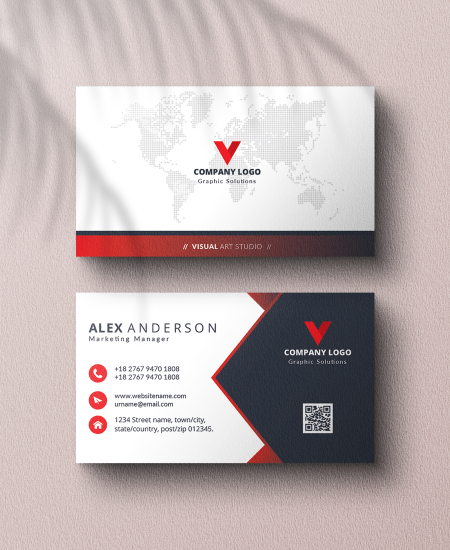 COMPANY LOGO
Graphic Solutions
// VISUAL ART STUDIO //
ALEX ANDERSON
Marketing Manager
+18 2767 9470 1808
+18 2767 9470 1808
www.websitename.com
urname@email.com
1234 Street name, town/city,
state/country, post/zip 012345.
COMPANY LOGO
Graphic Solutions